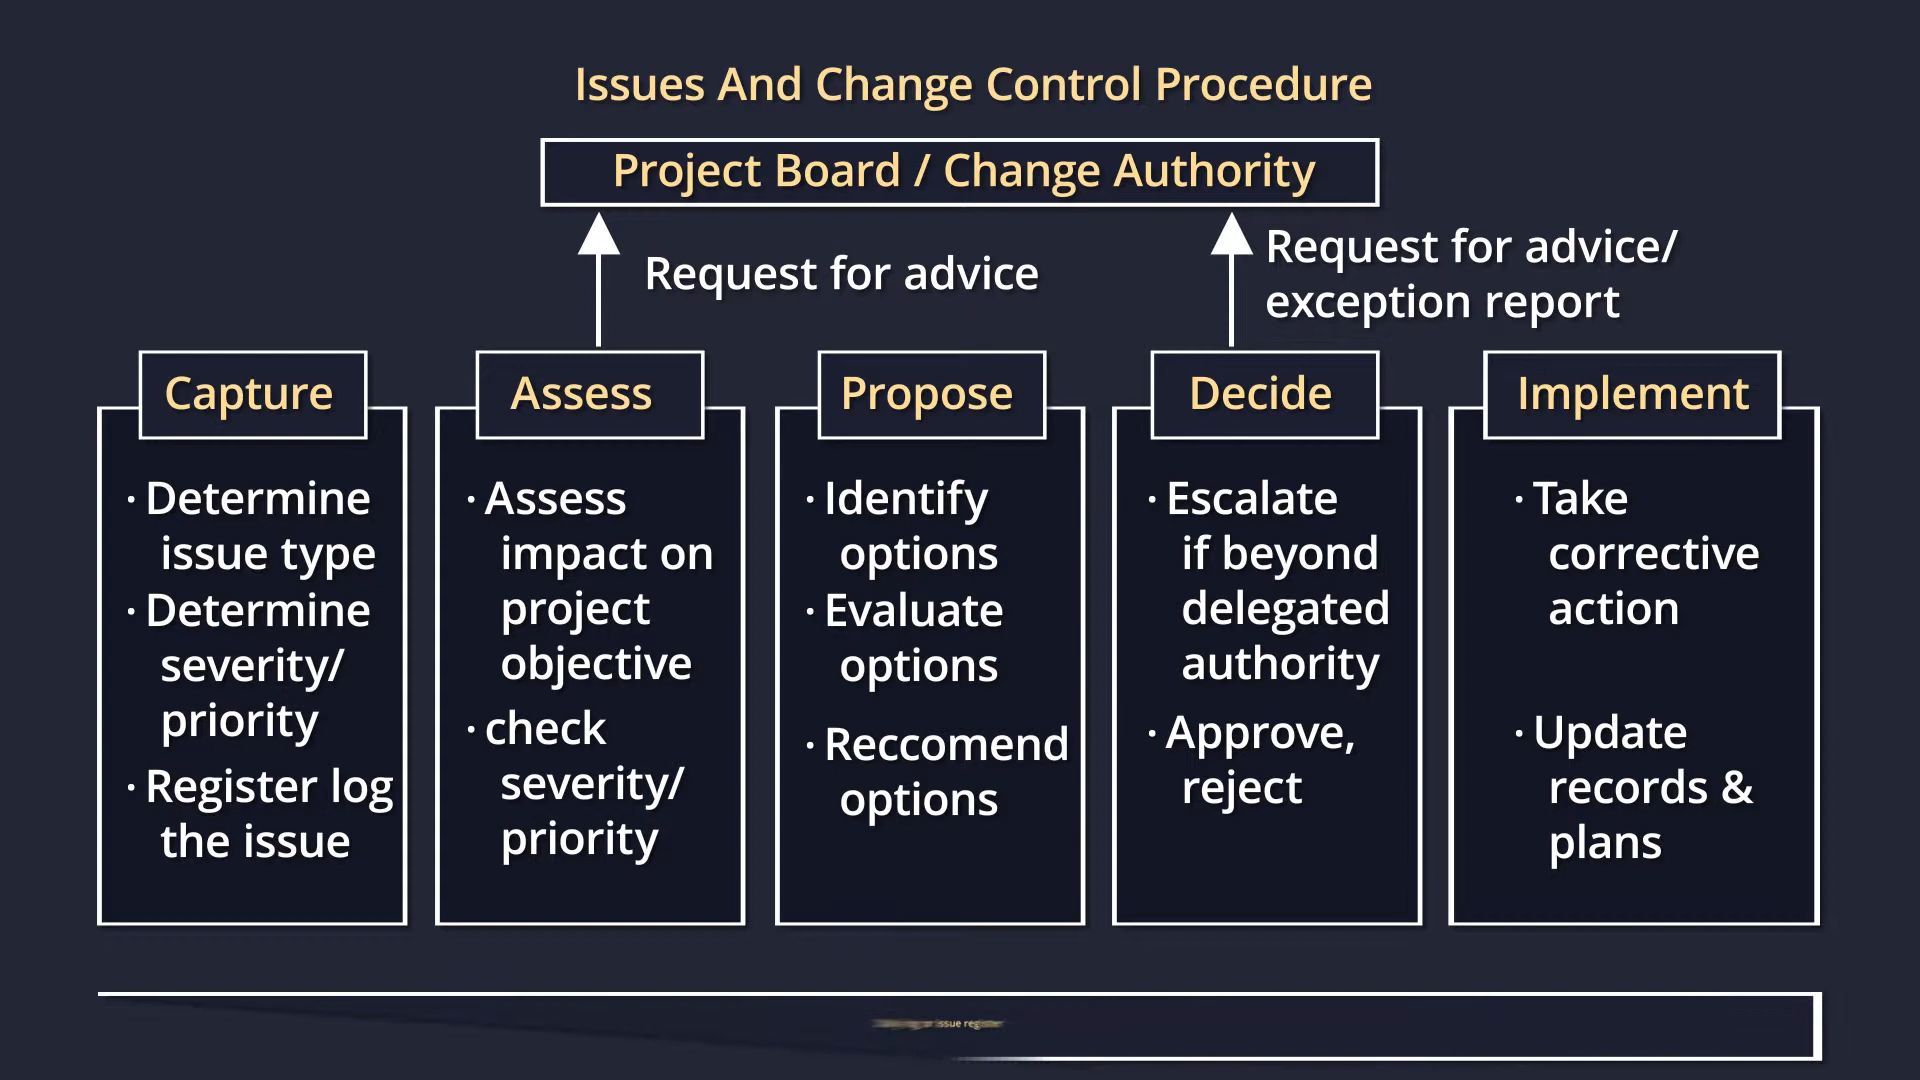 Issues And Change Control Procedure
Project Board / Change Authority
Request for advice
Request for advice/
exception report
Capture
· Determine
issue type
· Determine
severity/
priority
· Register log
the issue
Assess
· Assess
impact on
project
objective
· check
severity/
priority
Propose
· Identify
options
· Evaluate
options
· Reccomend
options
Decide
· Escalate
if beyond
delegated
authority
· Approve,
reject
Implement
· Take
corrective
action
· Update
records &
plans
issue register